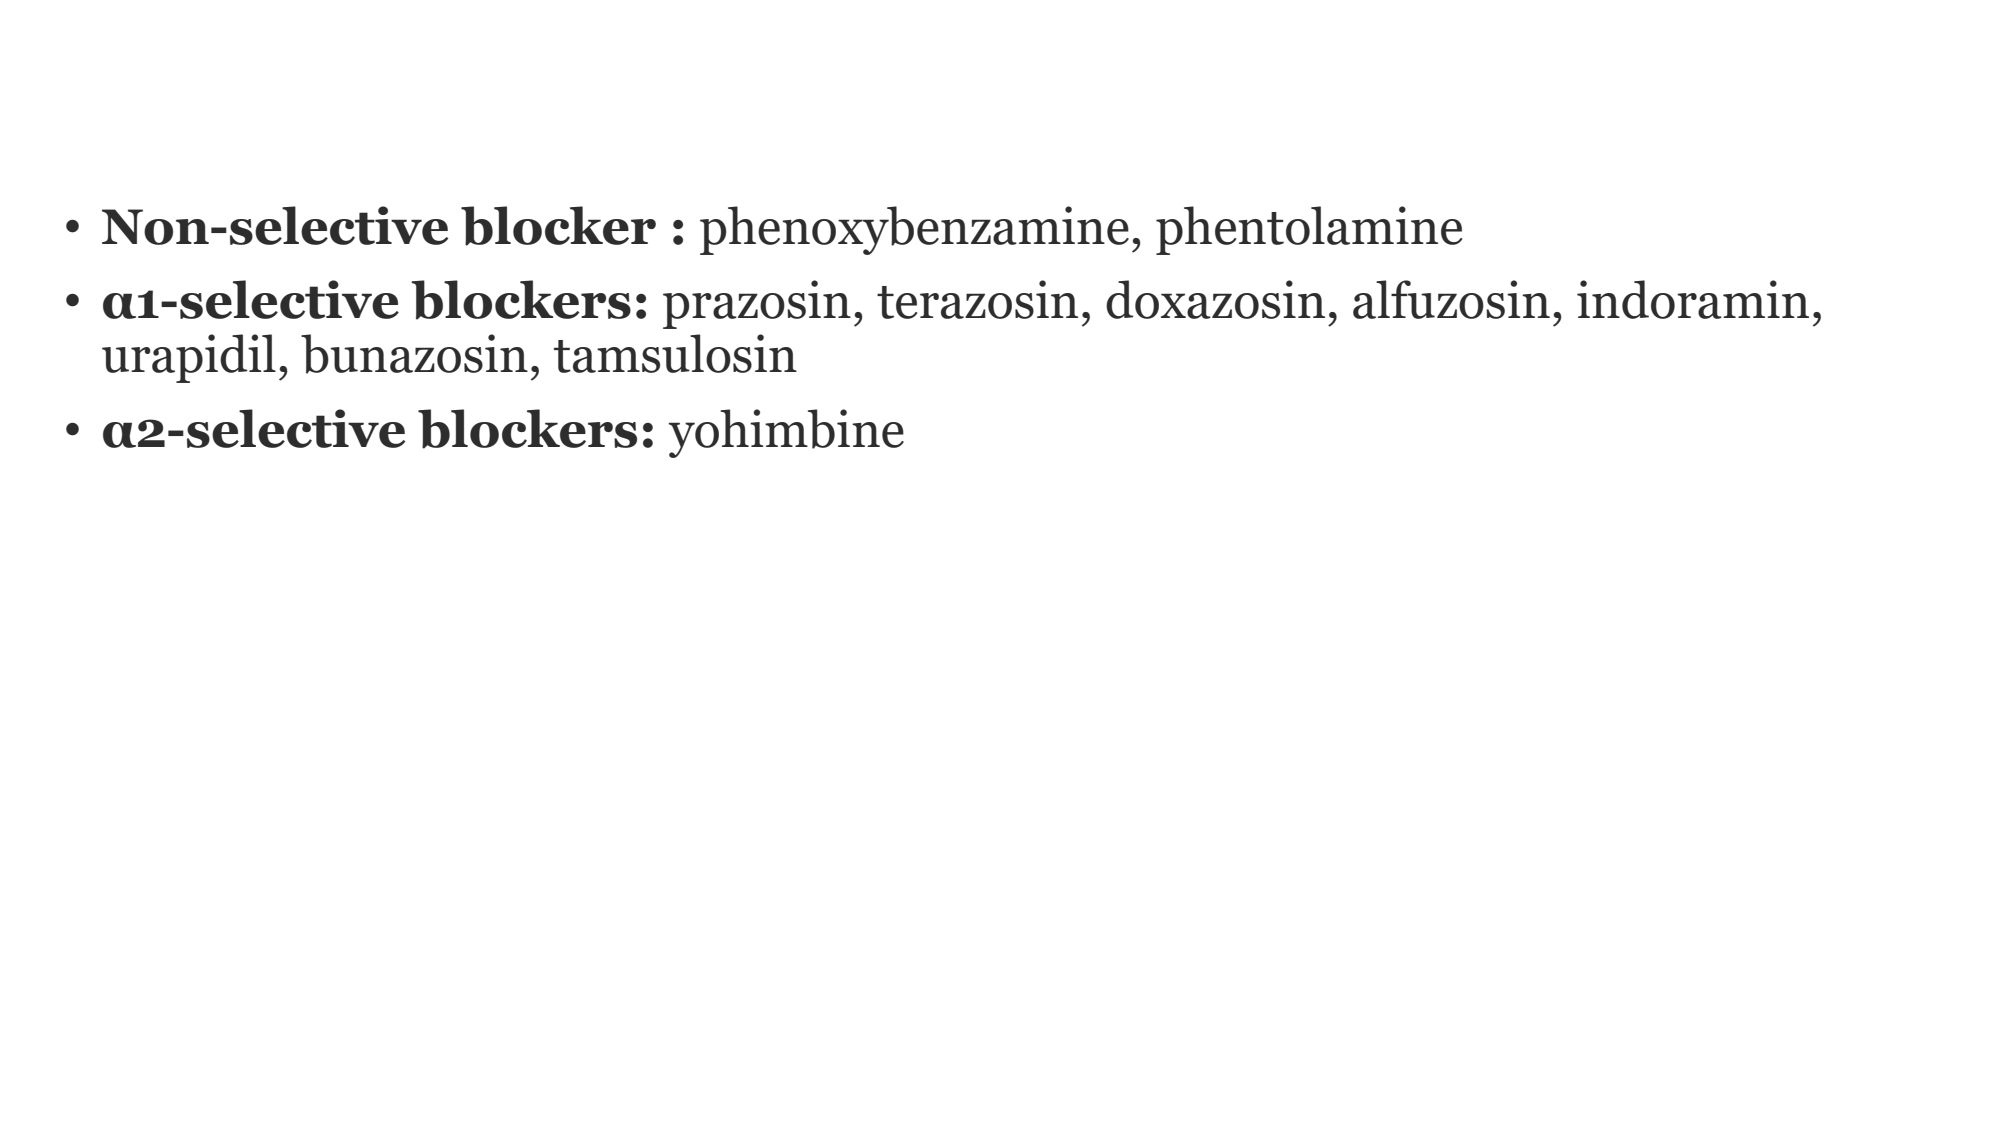 • Non-selective blocker : phenoxybenzamine, phentolamine
• α1-selective blockers: prazosin, terazosin, doxazosin, alfuzosin, indoramin,
urapidil, bunazosin, tamsulosin
• α2-selective blockers: yohimbine